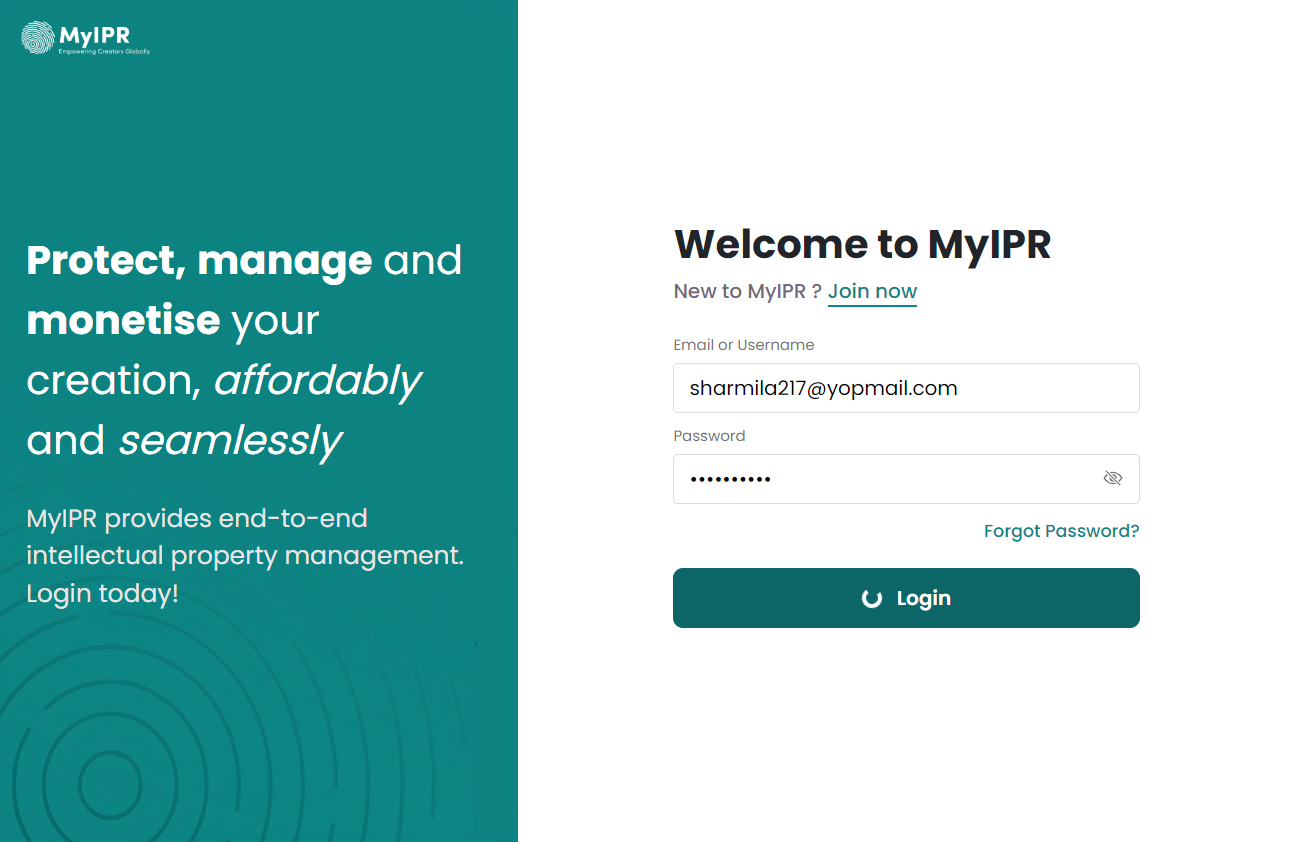 MyIPR
Empowering Creators Globally
Protect, manage and
monetise your
creation, affordably
and seamlessly
MyIPR provides end-to-end
intellectual property management.
Login today!
Welcome to MyIPR
New to MyIPR ? Join now
Email or Username
sharmila217@yopmail.com
Password
••••••••••
Forgot Password?
Login